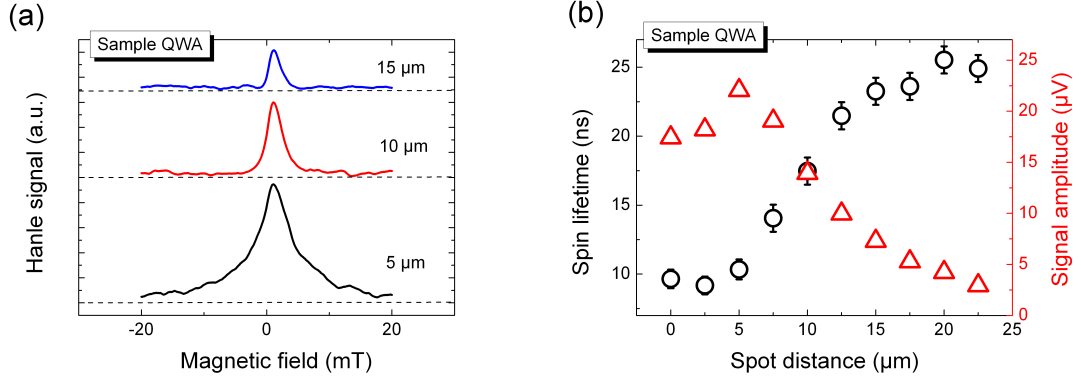 (a)
Sample QWA
15 μm
10 μm
5 μm
Hanle signal (a.u.)
-20 0 20
Magnetic field (mT)
(b)
Sample QWA
25
20
15
10
Spin lifetime (ns)
25
20
15
10
5
0
Signal amplitude (μV)
0 5 10 15 20 25
Spot distance (μm)